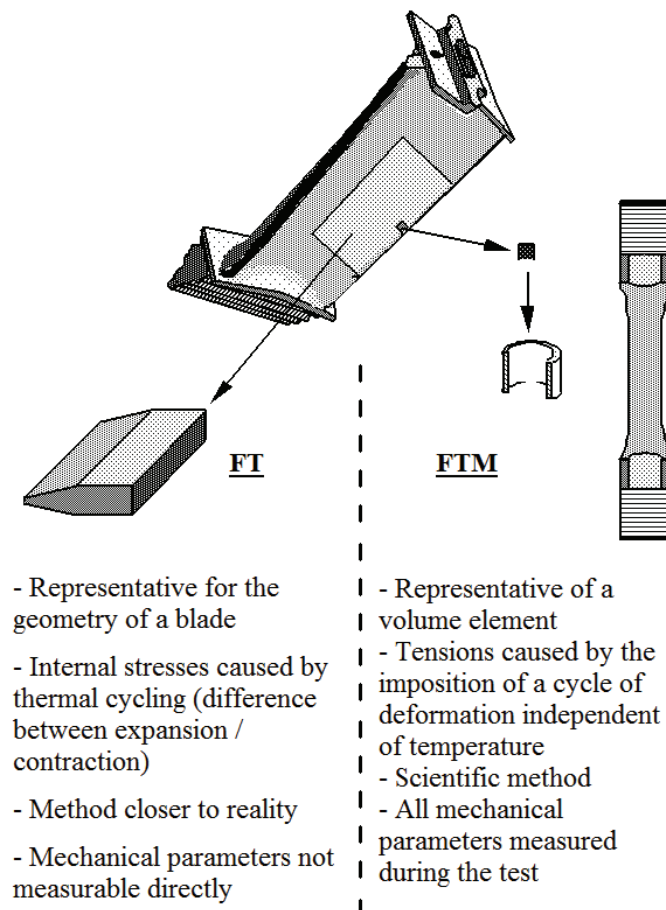 FT
- Representative for the
geometry of a blade
- Internal stresses caused by
thermal cycling (difference
between expansion /
contraction)
- Method closer to reality
- Mechanical parameters not
measurable directly
FTM
- Representative of a
volume element
- Tensions caused by the
imposition of a cycle of
deformation independent
of temperature
- Scientific method
- All mechanical
parameters measured
during the test